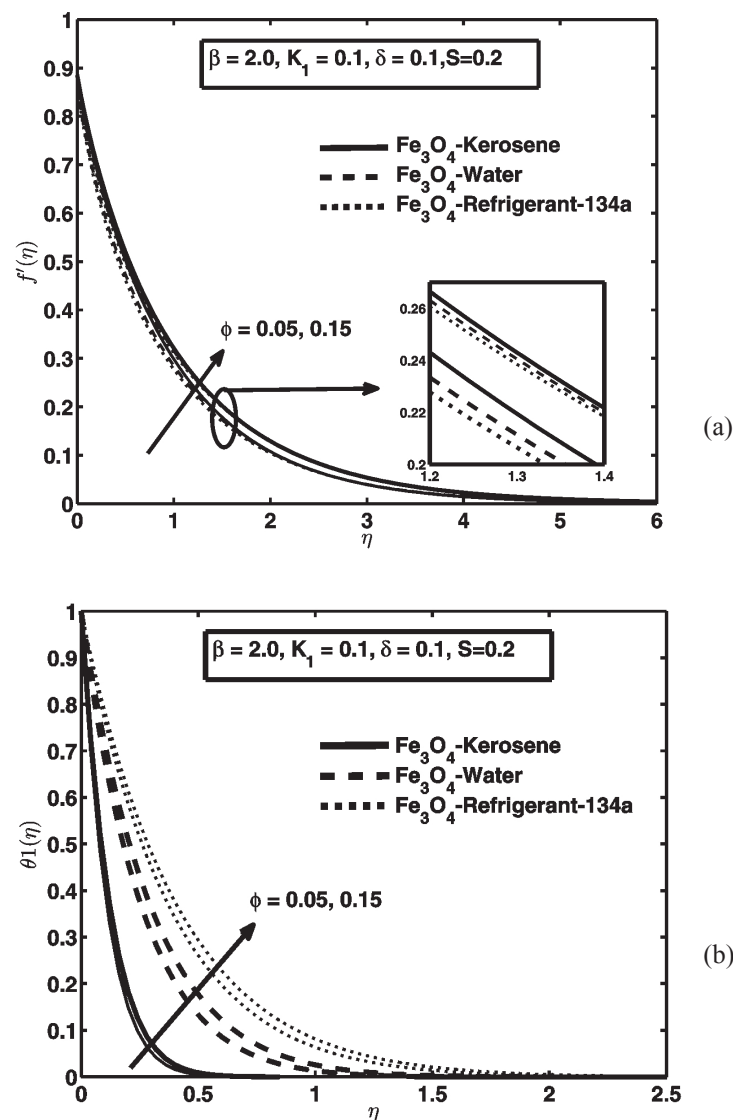 1
0.9
0.8
0.7
0.6
0.5
0.4
0.3
0.2
0.1
0
f'(η)
β = 2.0, K₁ = 0.1, δ = 0.1,S=0.2
Fe₃O₄-Kerosene
Fe₃O₄-Water
Fe₃O₄-Refrigerant-134a
ϕ = 0.05, 0.15
0.26
0.24
0.22
0.2
1.2 1.3 1.4
0 1 2 3 4 5 6
η
(a)
1
0.9
0.8
0.7
0.6
0.5
0.4
0.3
0.2
0.1
0
θ1(η)
β = 2.0, K₁ = 0.1, δ = 0.1, S=0.2
Fe₃O₄-Kerosene
Fe₃O₄-Water
Fe₃O₄-Refrigerant-134a
ϕ = 0.05, 0.15
0 0.5 1 1.5 2 2.5
η
(b)